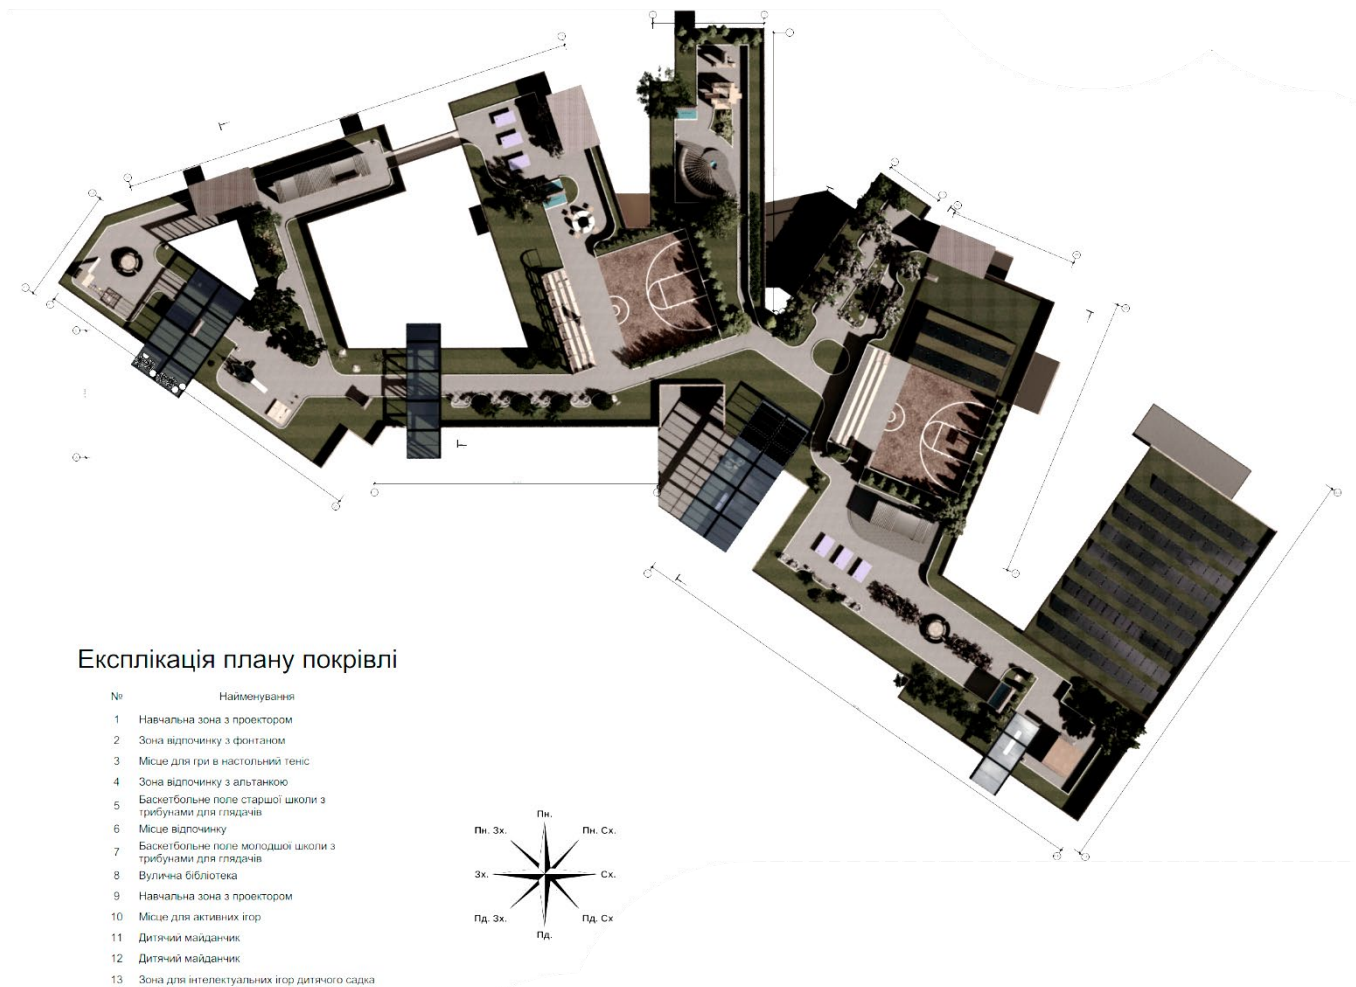 Експлікація плану покрівлі
№ Найменування
1 Навчальна зона з проектором
2 Зона відпочинку з фонтаном
3 Місце для гри в настольний теніс
4 Зона відпочинку з альтанкою
5 Баскетбольне поле старшої школи з
трибунами для глядачів
6 Місце відпочинку
7 Баскетбольне поле молодшої школи з
трибунами для глядачів
8 Вулична бібліотека
9 Навчальна зона з проектором
10 Місце для активних ігор
11 Дитячий майданчик
12 Дитячий майданчик
13 Зона для інтелектуальних ігор дитячого садка
Пн.
Пн. Зх. Пн. Сх.
Зх. Сх.
Пд. Зх. Пд. Сх
Пд.